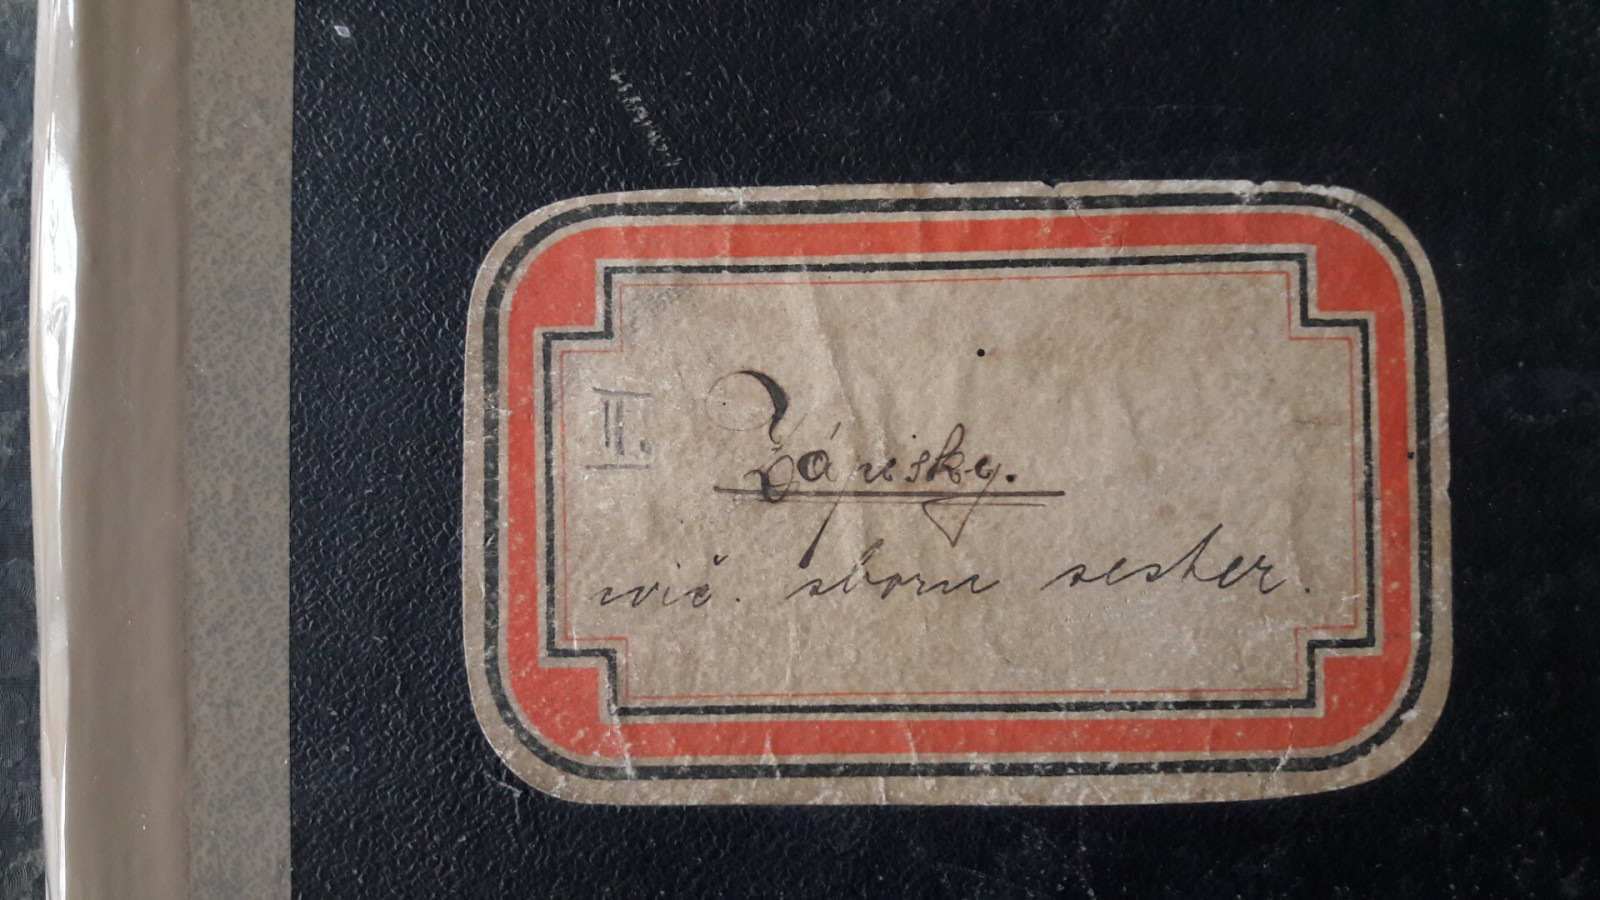 II.
Zápisky.
cvič. sboru sester.